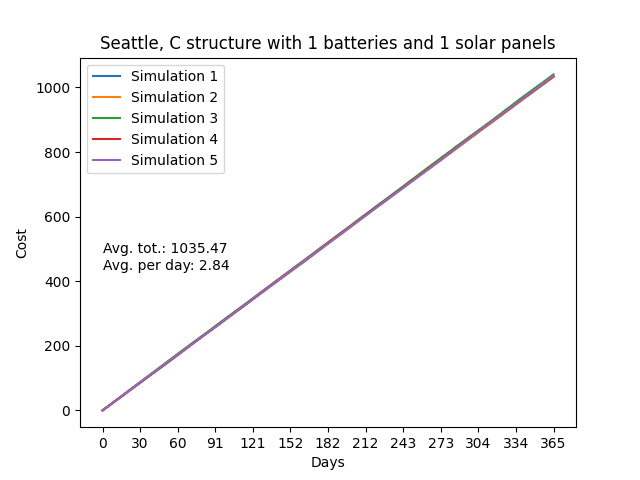 Seattle, C structure with 1 batteries and 1 solar panels
Simulation 1
Simulation 2
Simulation 3
Simulation 4
Simulation 5
Avg. tot.: 1035.47
Avg. per day: 2.84
Cost
1000
800
600
400
200
0
0 30 60 91 121 152 182 212 243 273 304 334 365
Days